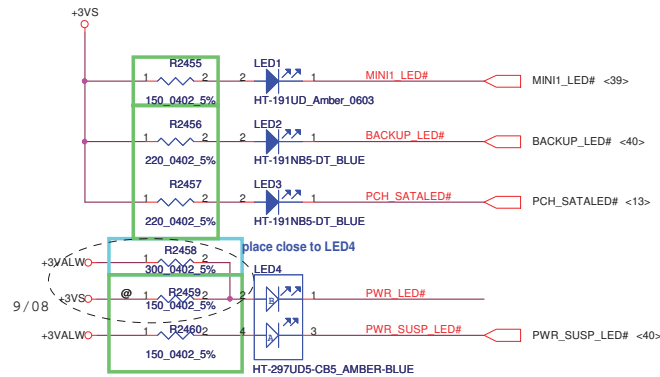 +3VS
R2455
LED1
1 2 2 1
MINI1_LED#
MINI1_LED# <39>
150_0402_5%
HT-191UD_Amber_0603
R2456
LED2
1 2 2 1
BACKUP_LED#
BACKUP_LED# <40>
220_0402_5%
HT-191NB5-DT_BLUE
R2457
LED3
1 2 2 1
PCH_SATALED#
PCH_SATALED# <13>
220_0402_5%
HT-191NB5-DT_BLUE
place close to LED4
R2458
+3VALW
1 2
300_0402_5%
LED4
@
R2459
+3VS
1 2 2 B 1
PWR_LED#
9/08
150_0402_5%
R2460
+3VALW
1 2 4 A 3
PWR_SUSP_LED#
PWR_SUSP_LED# <40>
150_0402_5%
HT-297UD5-CB5_AMBER-BLUE